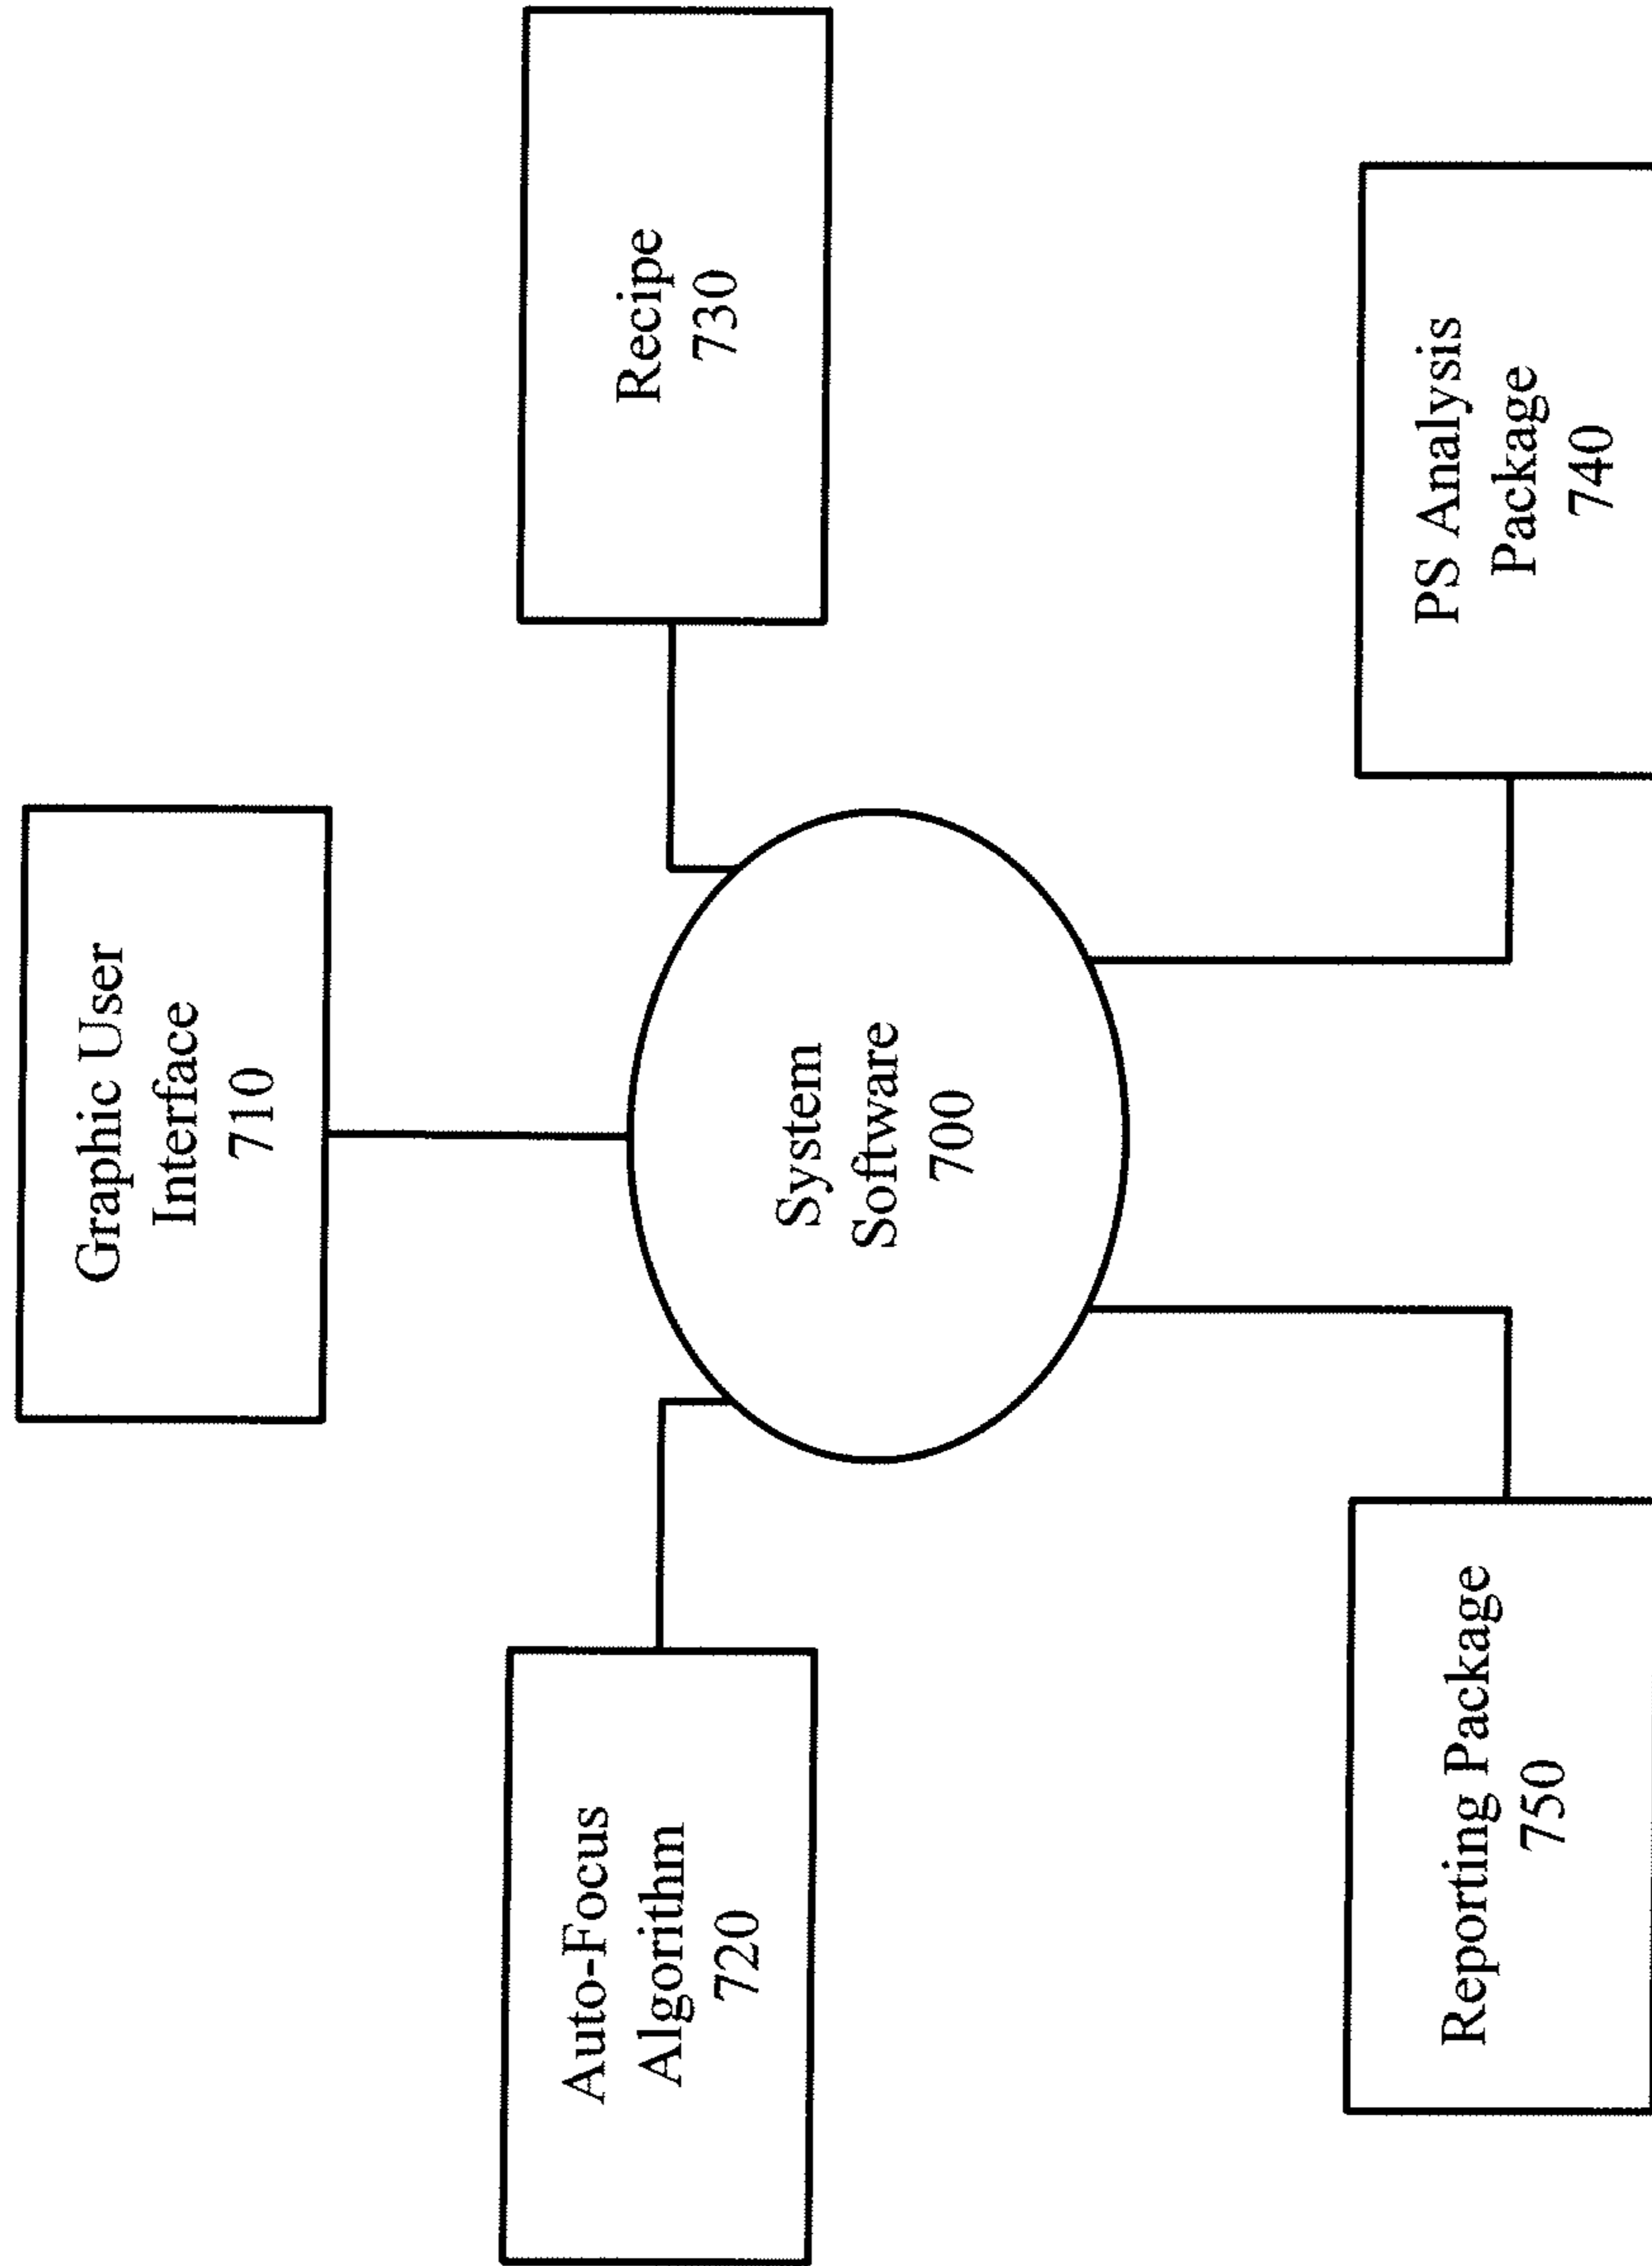 Graphic User
Interface
710
Auto-Focus
Algorithm
720
Recipe
730
System
Software
700
Reporting Package
750
PS Analysis
Package
740